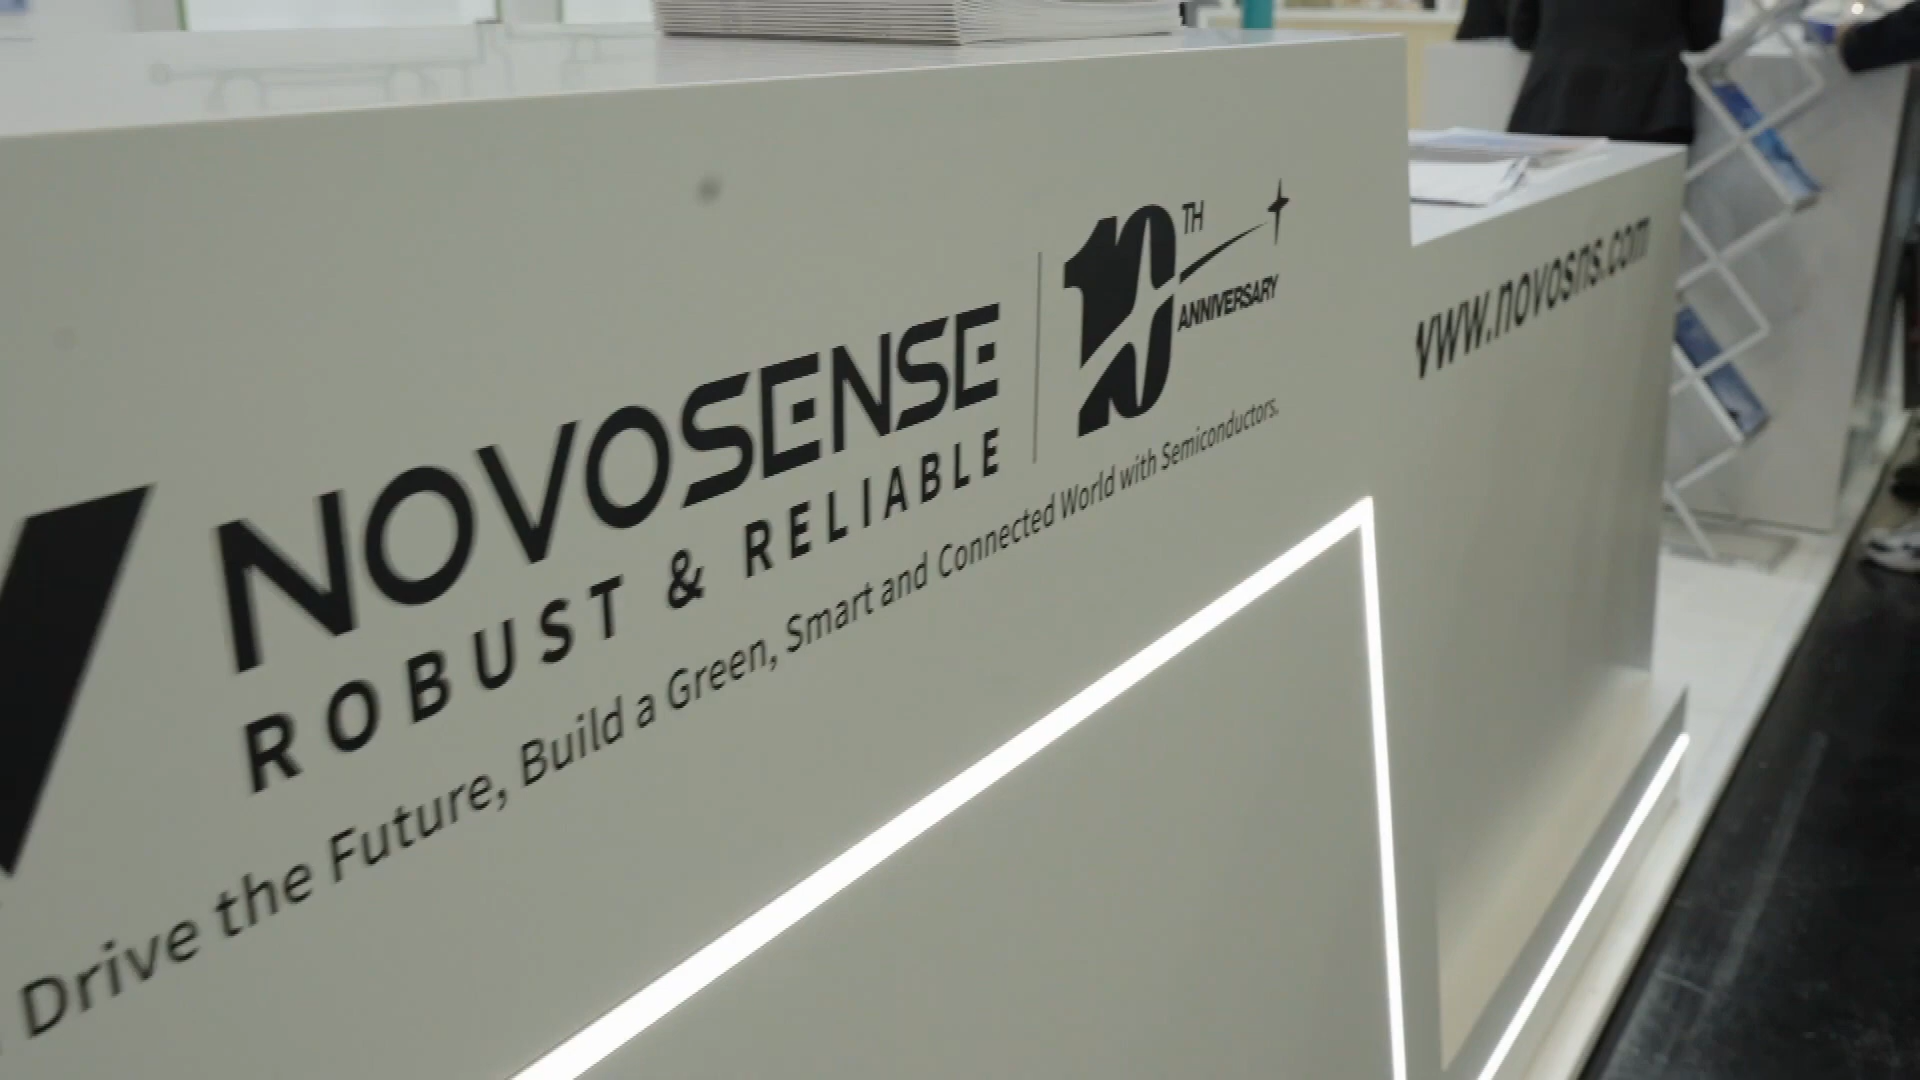 NOVOSENSE
ROBUST & RELIABLE
10TH
ANNIVERSARY
Drive the Future, Build a Green, Smart and Connected World with Semiconductors.
www.novosns.com